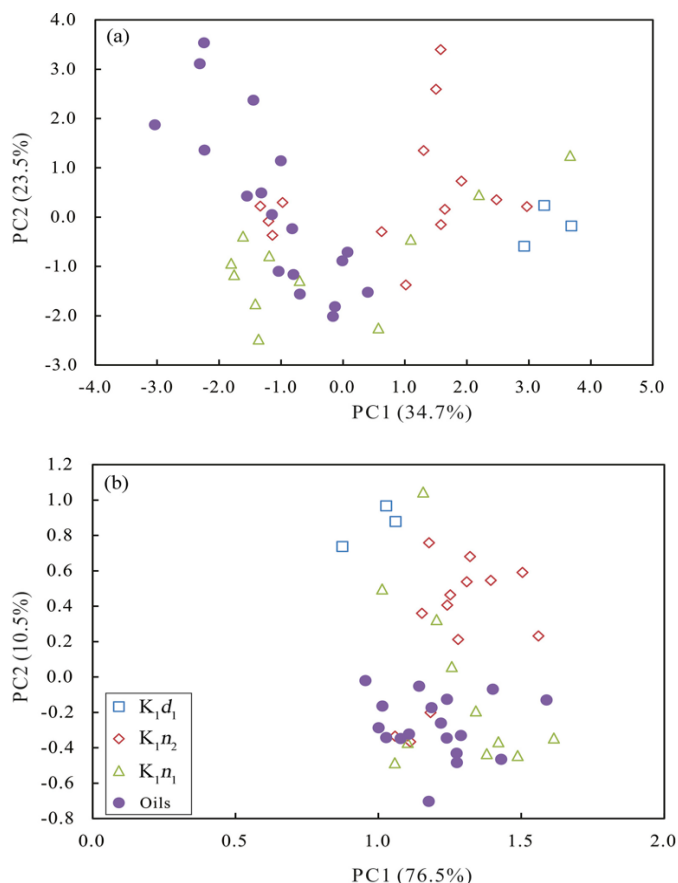 (a)
4.0
3.0
2.0
1.0
0.0
-1.0
-2.0
-3.0
PC2 (23.5%)
-4.0 -3.0 -2.0 -1.0 0.0 1.0 2.0 3.0 4.0 5.0
PC1 (34.7%)
(b)
1.2
1.0
0.8
0.6
0.4
0.2
0.0
-0.2
-0.4
-0.6
-0.8
PC2 (10.5%)
K₁d₁
K₁n₂
K₁n₁
Oils
0.0 0.5 1.0 1.5 2.0
PC1 (76.5%)